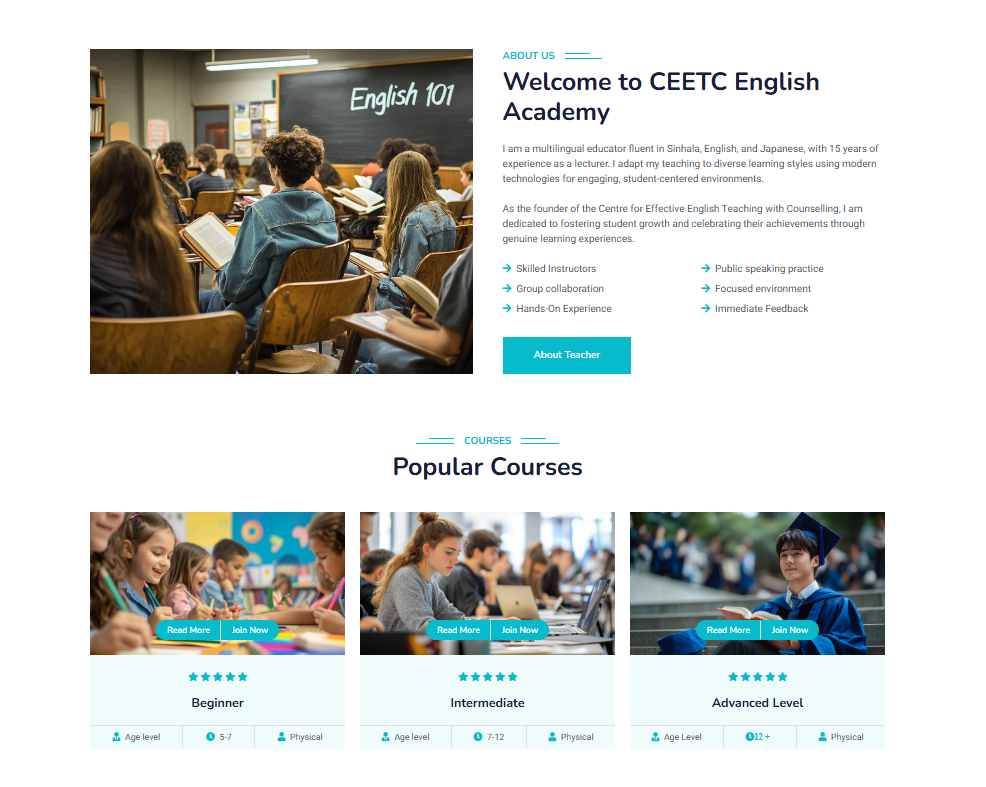 English 101
ABOUT US
Welcome to CEETC English
Academy
I am a multilingual educator fluent in Sinhala, English, and Japanese, with 15 years of
experience as a lecturer. I adapt my teaching to diverse learning styles using modern
technologies for engaging, student-centered environments.
As the founder of the Centre for Effective English Teaching with Counselling, I am
dedicated to fostering student growth and celebrating their achievements through
genuine learning experiences.
Skilled Instructors
Public speaking practice
Group collaboration
Focused environment
Hands-On Experience
Immediate Feedback
About Teacher
COURSES
Popular Courses
Read More
Join Now
Read More
Join Now
Read More
Join Now
Beginner
Intermediate
Advanced Level
Age level
5-7
Physical
Age level
7-12
Physical
Age Level
12 +
Physical